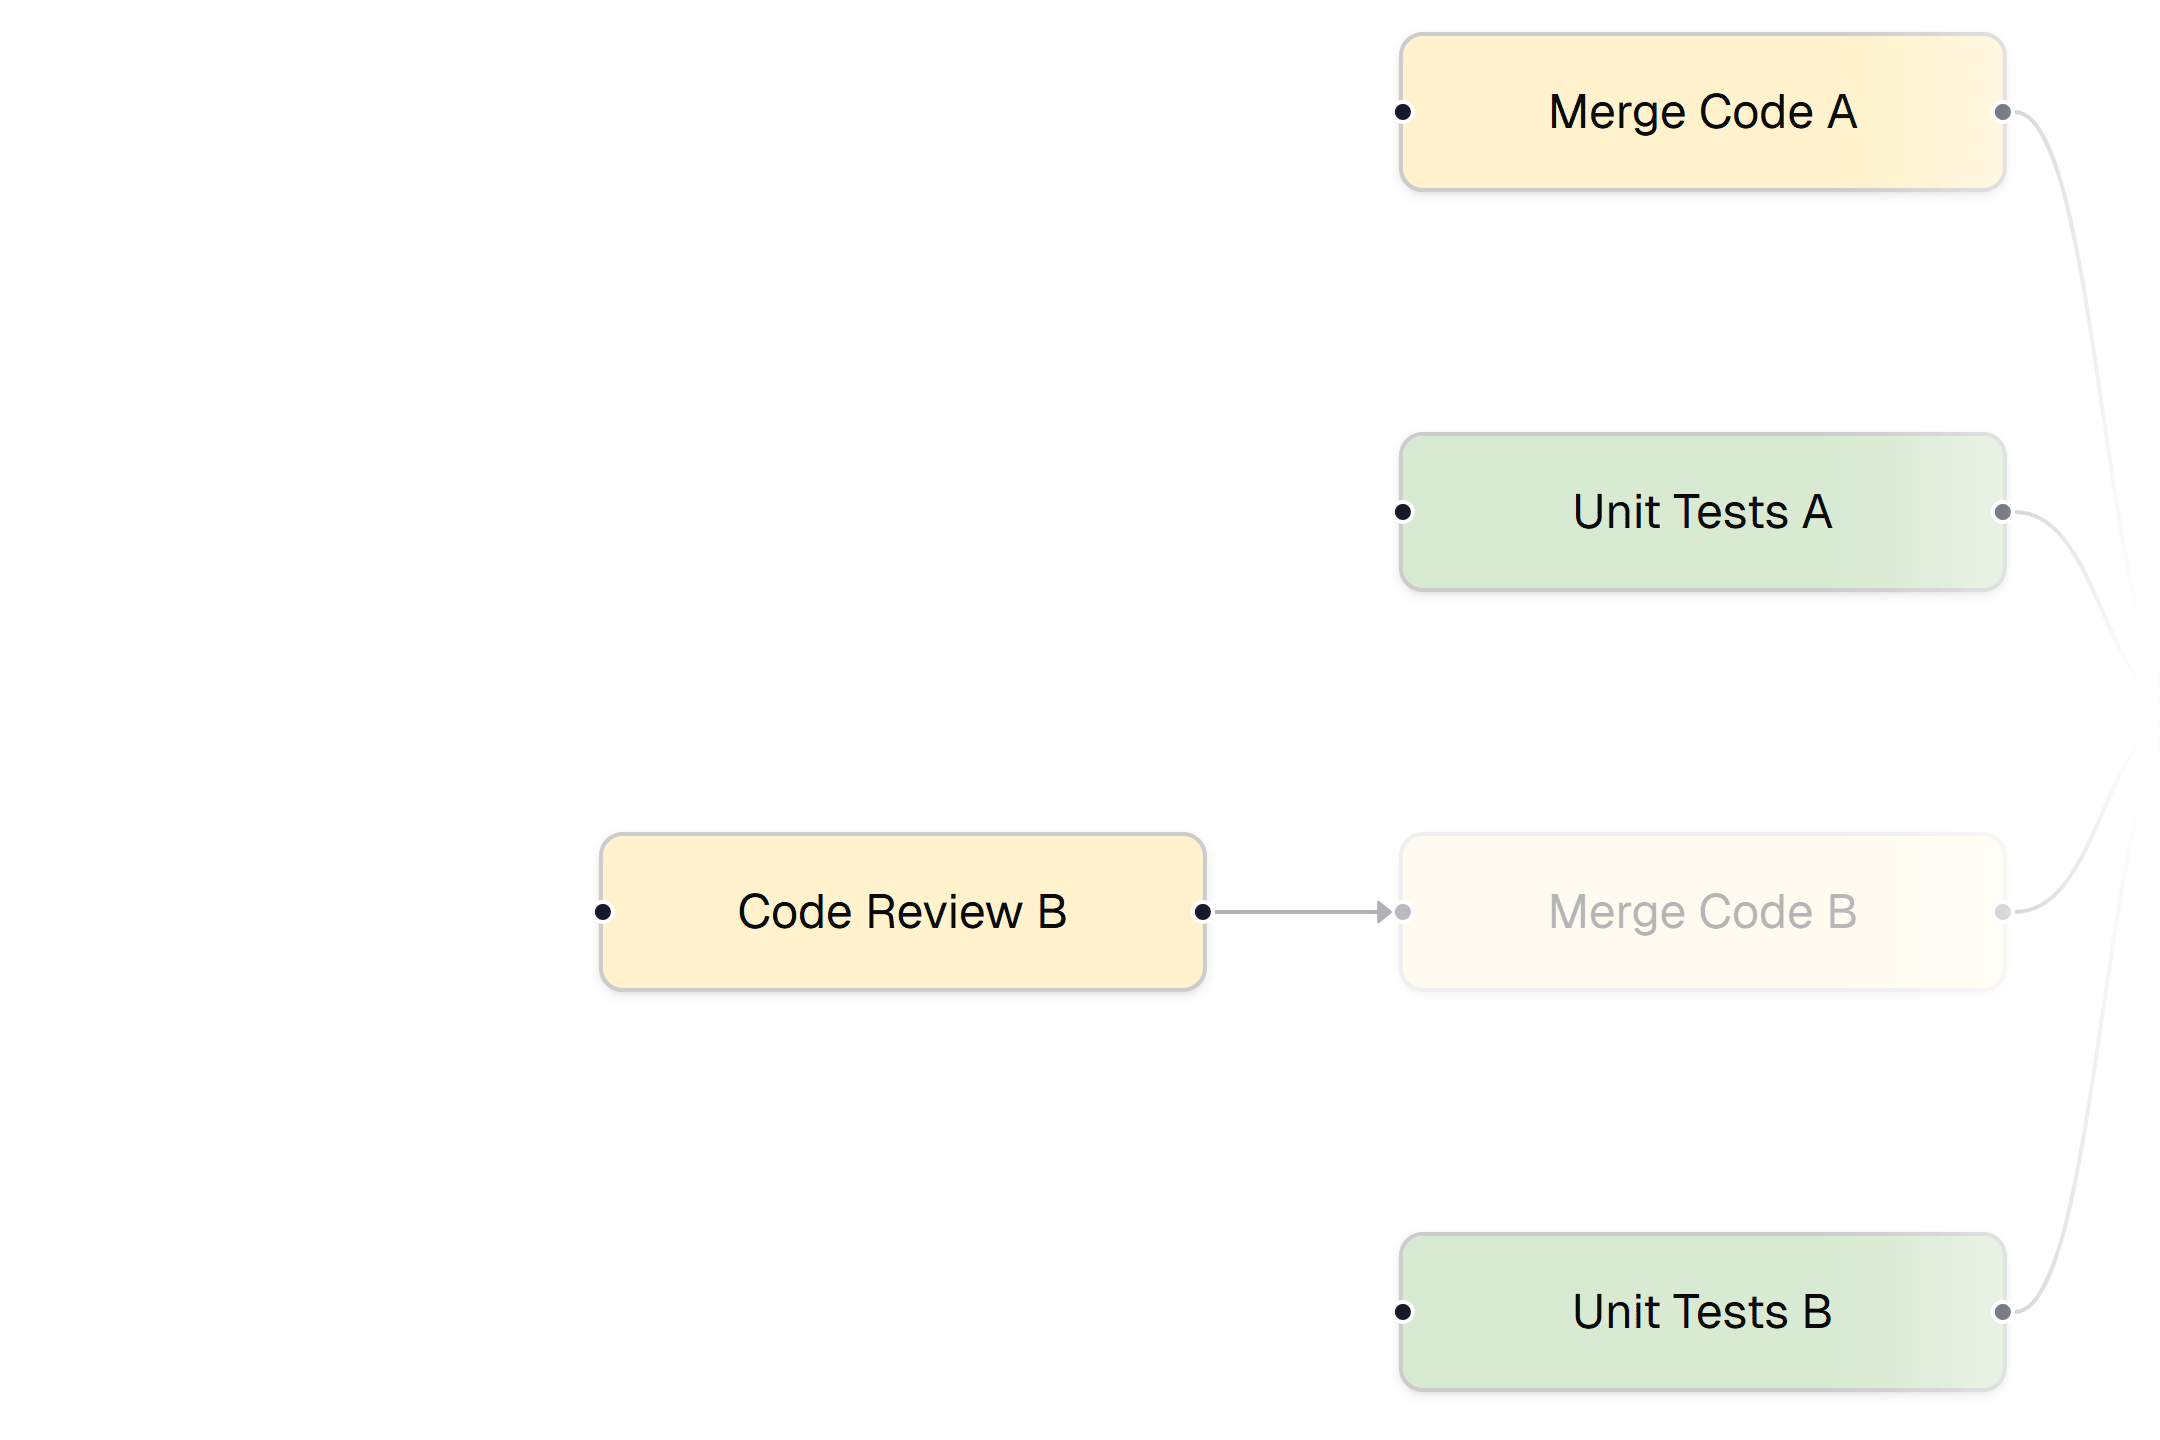 Merge Code A
Unit Tests A
Code Review B
Merge Code B
Unit Tests B